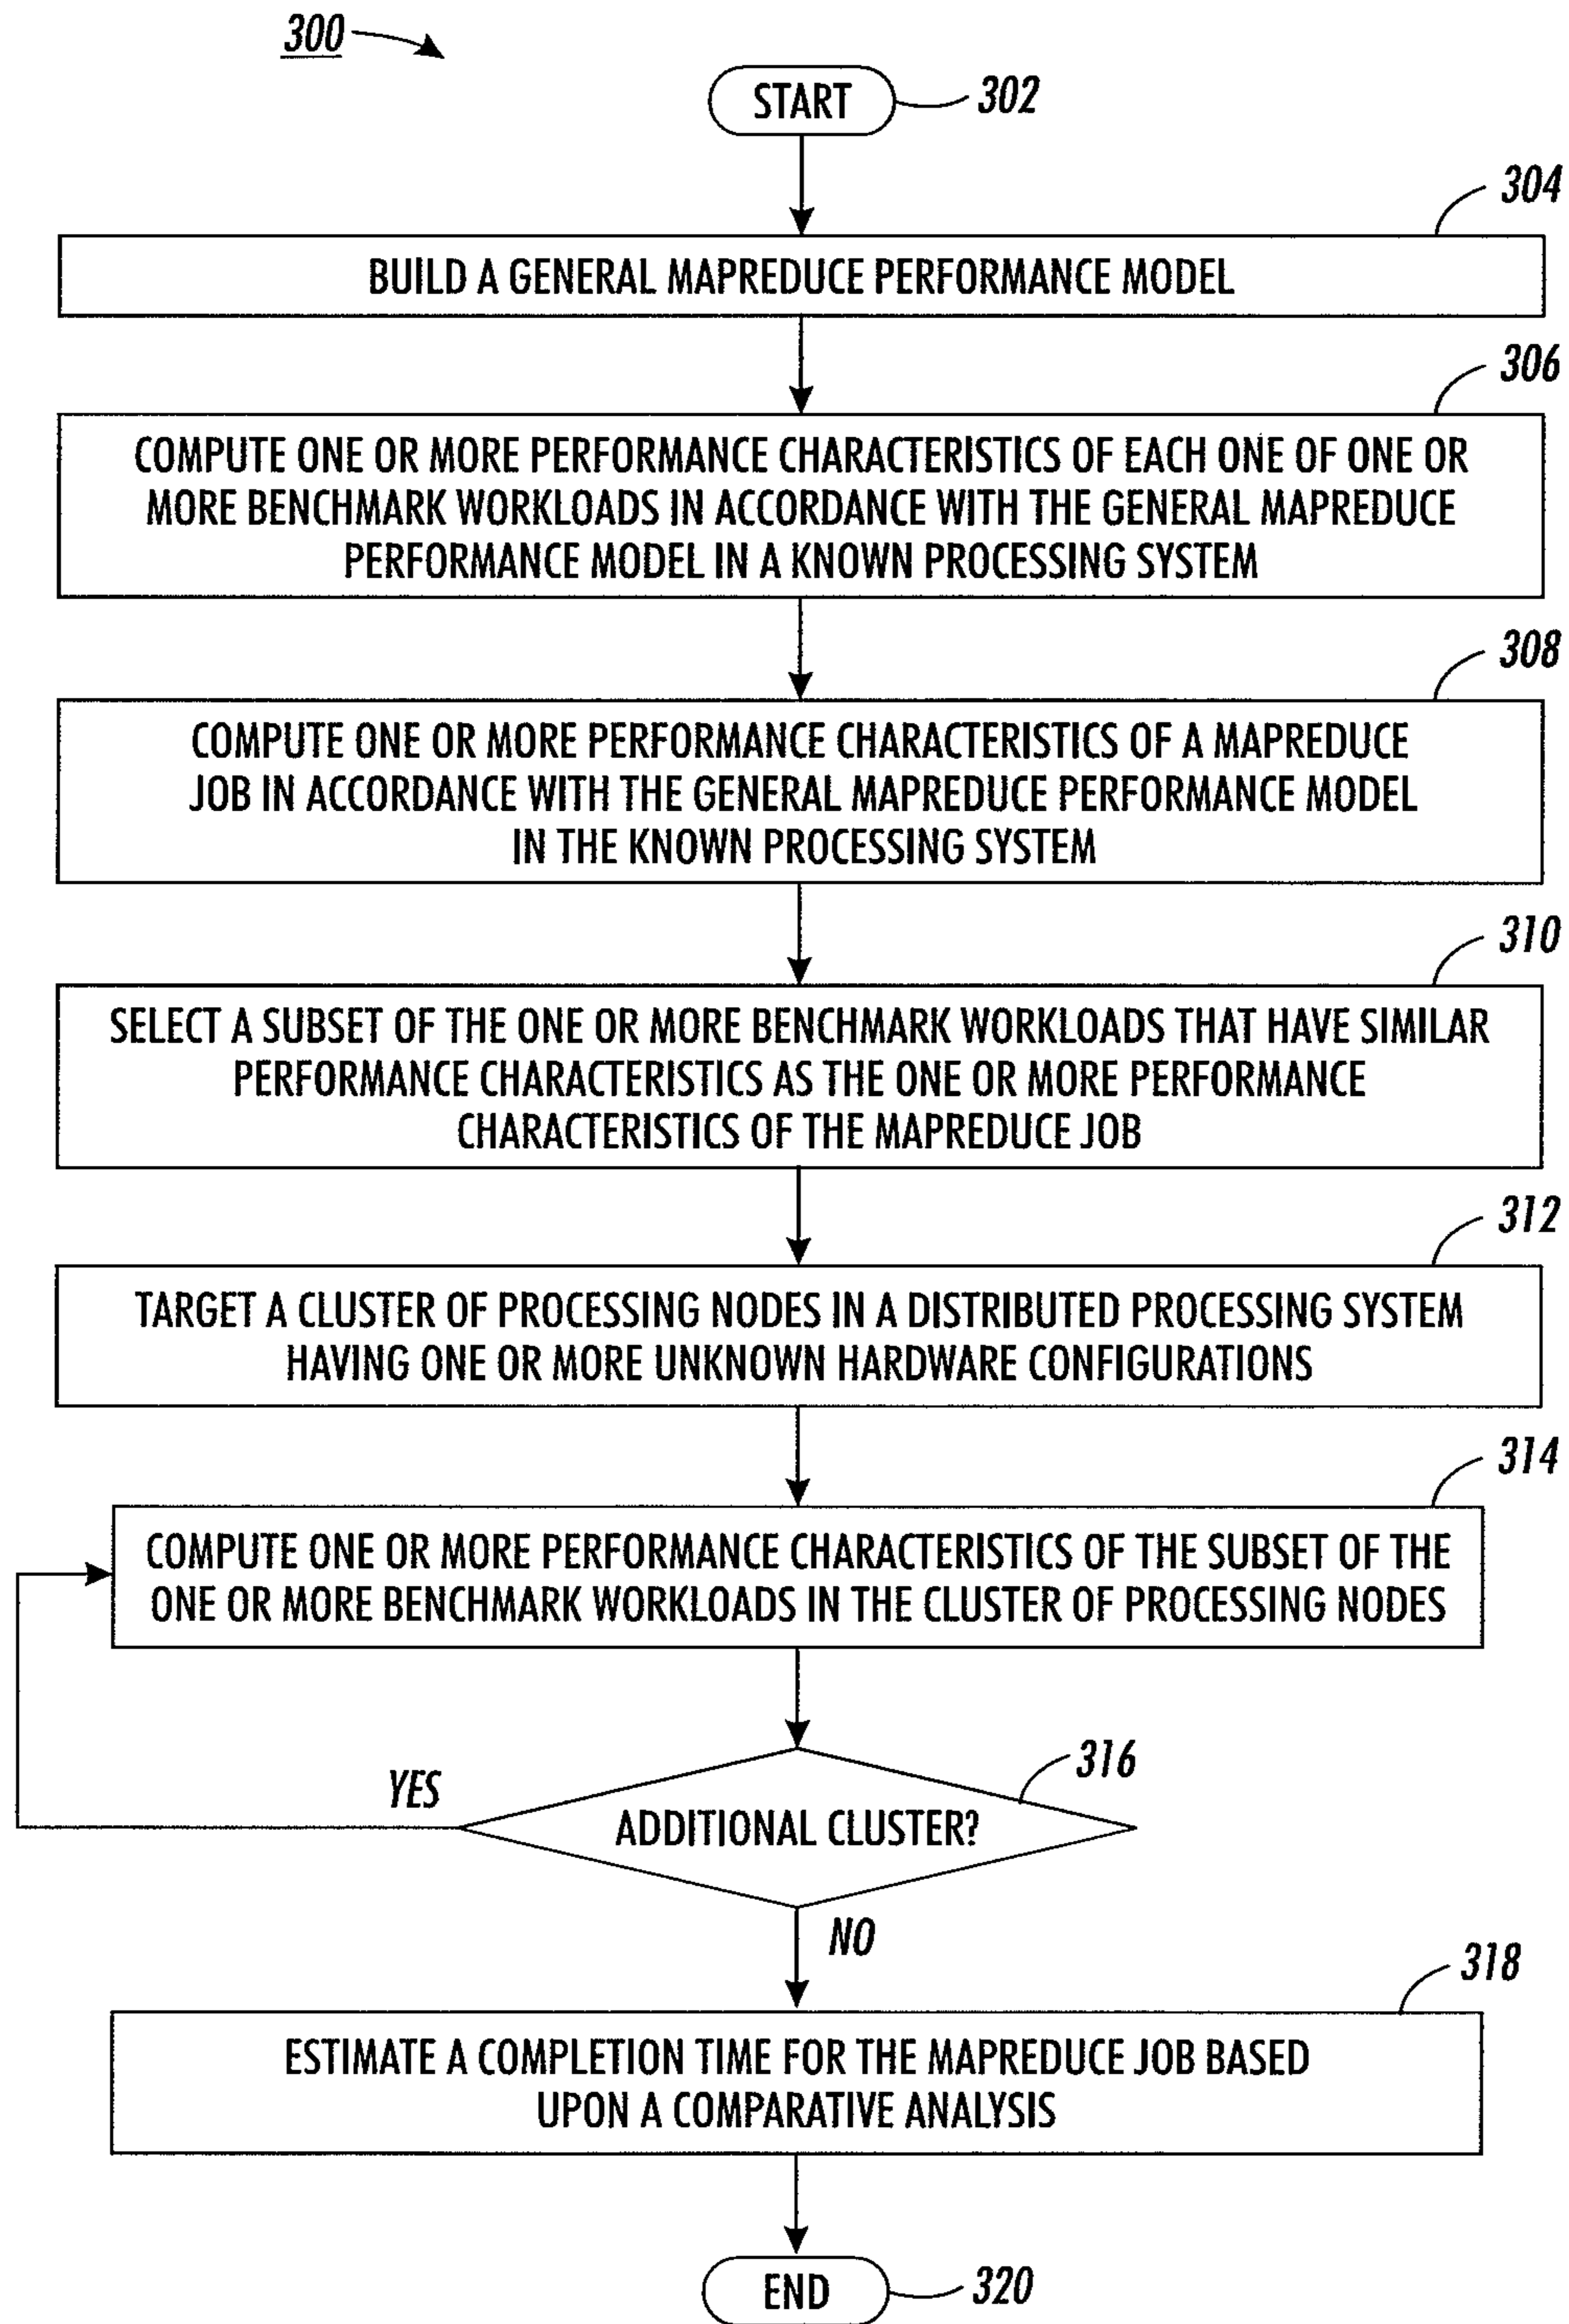 300
START
302
304
BUILD A GENERAL MAPREDUCE PERFORMANCE MODEL
306
COMPUTE ONE OR MORE PERFORMANCE CHARACTERISTICS OF EACH ONE OF ONE OR
MORE BENCHMARK WORKLOADS IN ACCORDANCE WITH THE GENERAL MAPREDUCE
PERFORMANCE MODEL IN A KNOWN PROCESSING SYSTEM
308
COMPUTE ONE OR MORE PERFORMANCE CHARACTERISTICS OF A MAPREDUCE
JOB IN ACCORDANCE WITH THE GENERAL MAPREDUCE PERFORMANCE MODEL
IN THE KNOWN PROCESSING SYSTEM
310
SELECT A SUBSET OF THE ONE OR MORE BENCHMARK WORKLOADS THAT HAVE SIMILAR
PERFORMANCE CHARACTERISTICS AS THE ONE OR MORE PERFORMANCE
CHARACTERISTICS OF THE MAPREDUCE JOB
312
TARGET A CLUSTER OF PROCESSING NODES IN A DISTRIBUTED PROCESSING SYSTEM
HAVING ONE OR MORE UNKNOWN HARDWARE CONFIGURATIONS
314
COMPUTE ONE OR MORE PERFORMANCE CHARACTERISTICS OF THE SUBSET OF THE
ONE OR MORE BENCHMARK WORKLOADS IN THE CLUSTER OF PROCESSING NODES
316
YES
ADDITIONAL CLUSTER?
NO
318
ESTIMATE A COMPLETION TIME FOR THE MAPREDUCE JOB BASED
UPON A COMPARATIVE ANALYSIS
END
320